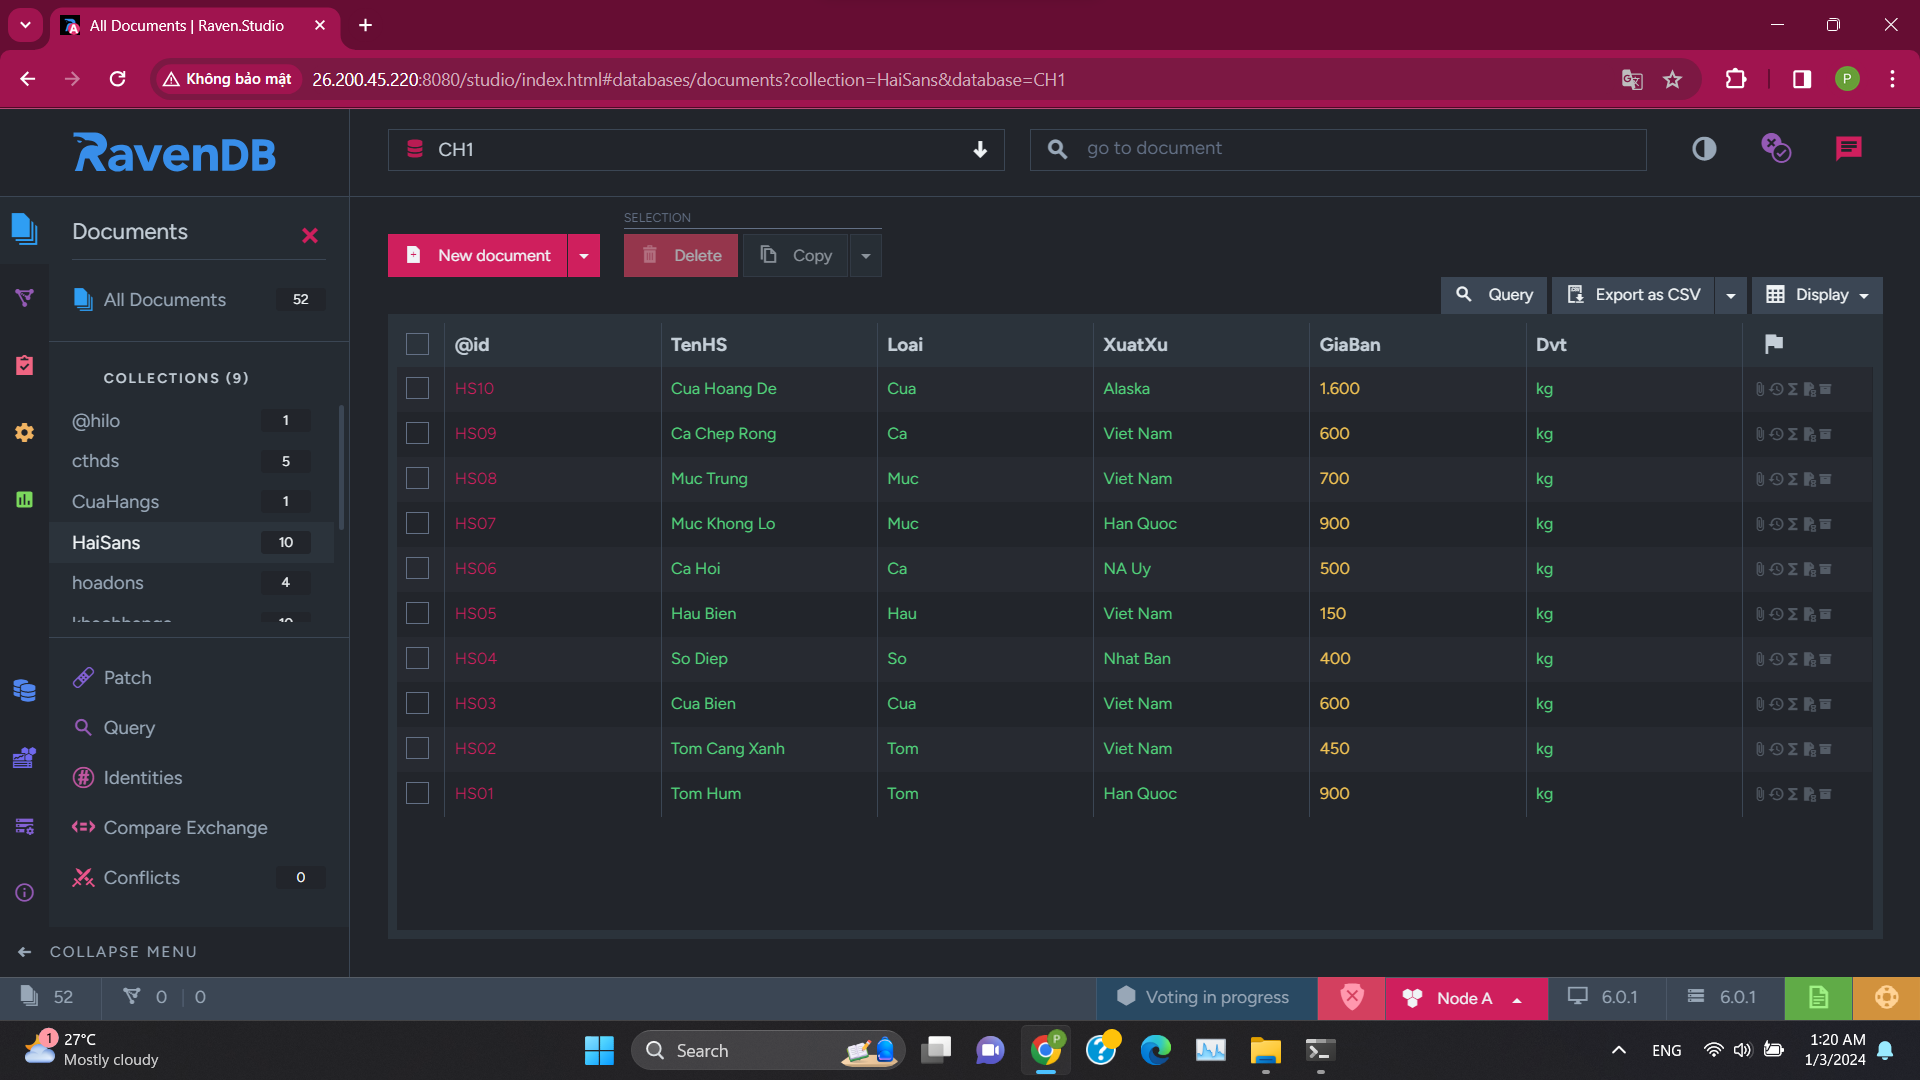 All Documents | Raven.Studio
Không bảo mật
26.200.45.220:8080/studio/index.html#databases/documents?collection=HaiSans&database=CH1
P
RavenDB
CH1
go to document
Documents
All Documents 52
COLLECTIONS (9)
@hilo 1
cthds 5
CuaHangs 1
HaiSans 10
hoadons 4
Patch
Query
Identities
Compare Exchange
Conflicts 0
COLLAPSE MENU
SELECTION
New document
Delete
Copy
Query
Export as CSV
Display
@id TenHS Loai XuatXu GiaBan Dvt
HS10 Cua Hoang De Cua Alaska 1.600 kg
HS09 Ca Chep Rong Ca Viet Nam 600 kg
HS08 Muc Trung Muc Viet Nam 700 kg
HS07 Muc Khong Lo Muc Han Quoc 900 kg
HS06 Ca Hoi Ca NA Uy 500 kg
HS05 Hau Bien Hau Viet Nam 150 kg
HS04 So Diep So Nhat Ban 400 kg
HS03 Cua Bien Cua Viet Nam 600 kg
HS02 Tom Cang Xanh Tom Viet Nam 450 kg
HS01 Tom Hum Tom Han Quoc 900 kg
52 0 | 0
Voting in progress
Node A
6.0.1
6.0.1
1
27°C
Mostly cloudy
Search
P
ENG
1:20 AM
1/3/2024